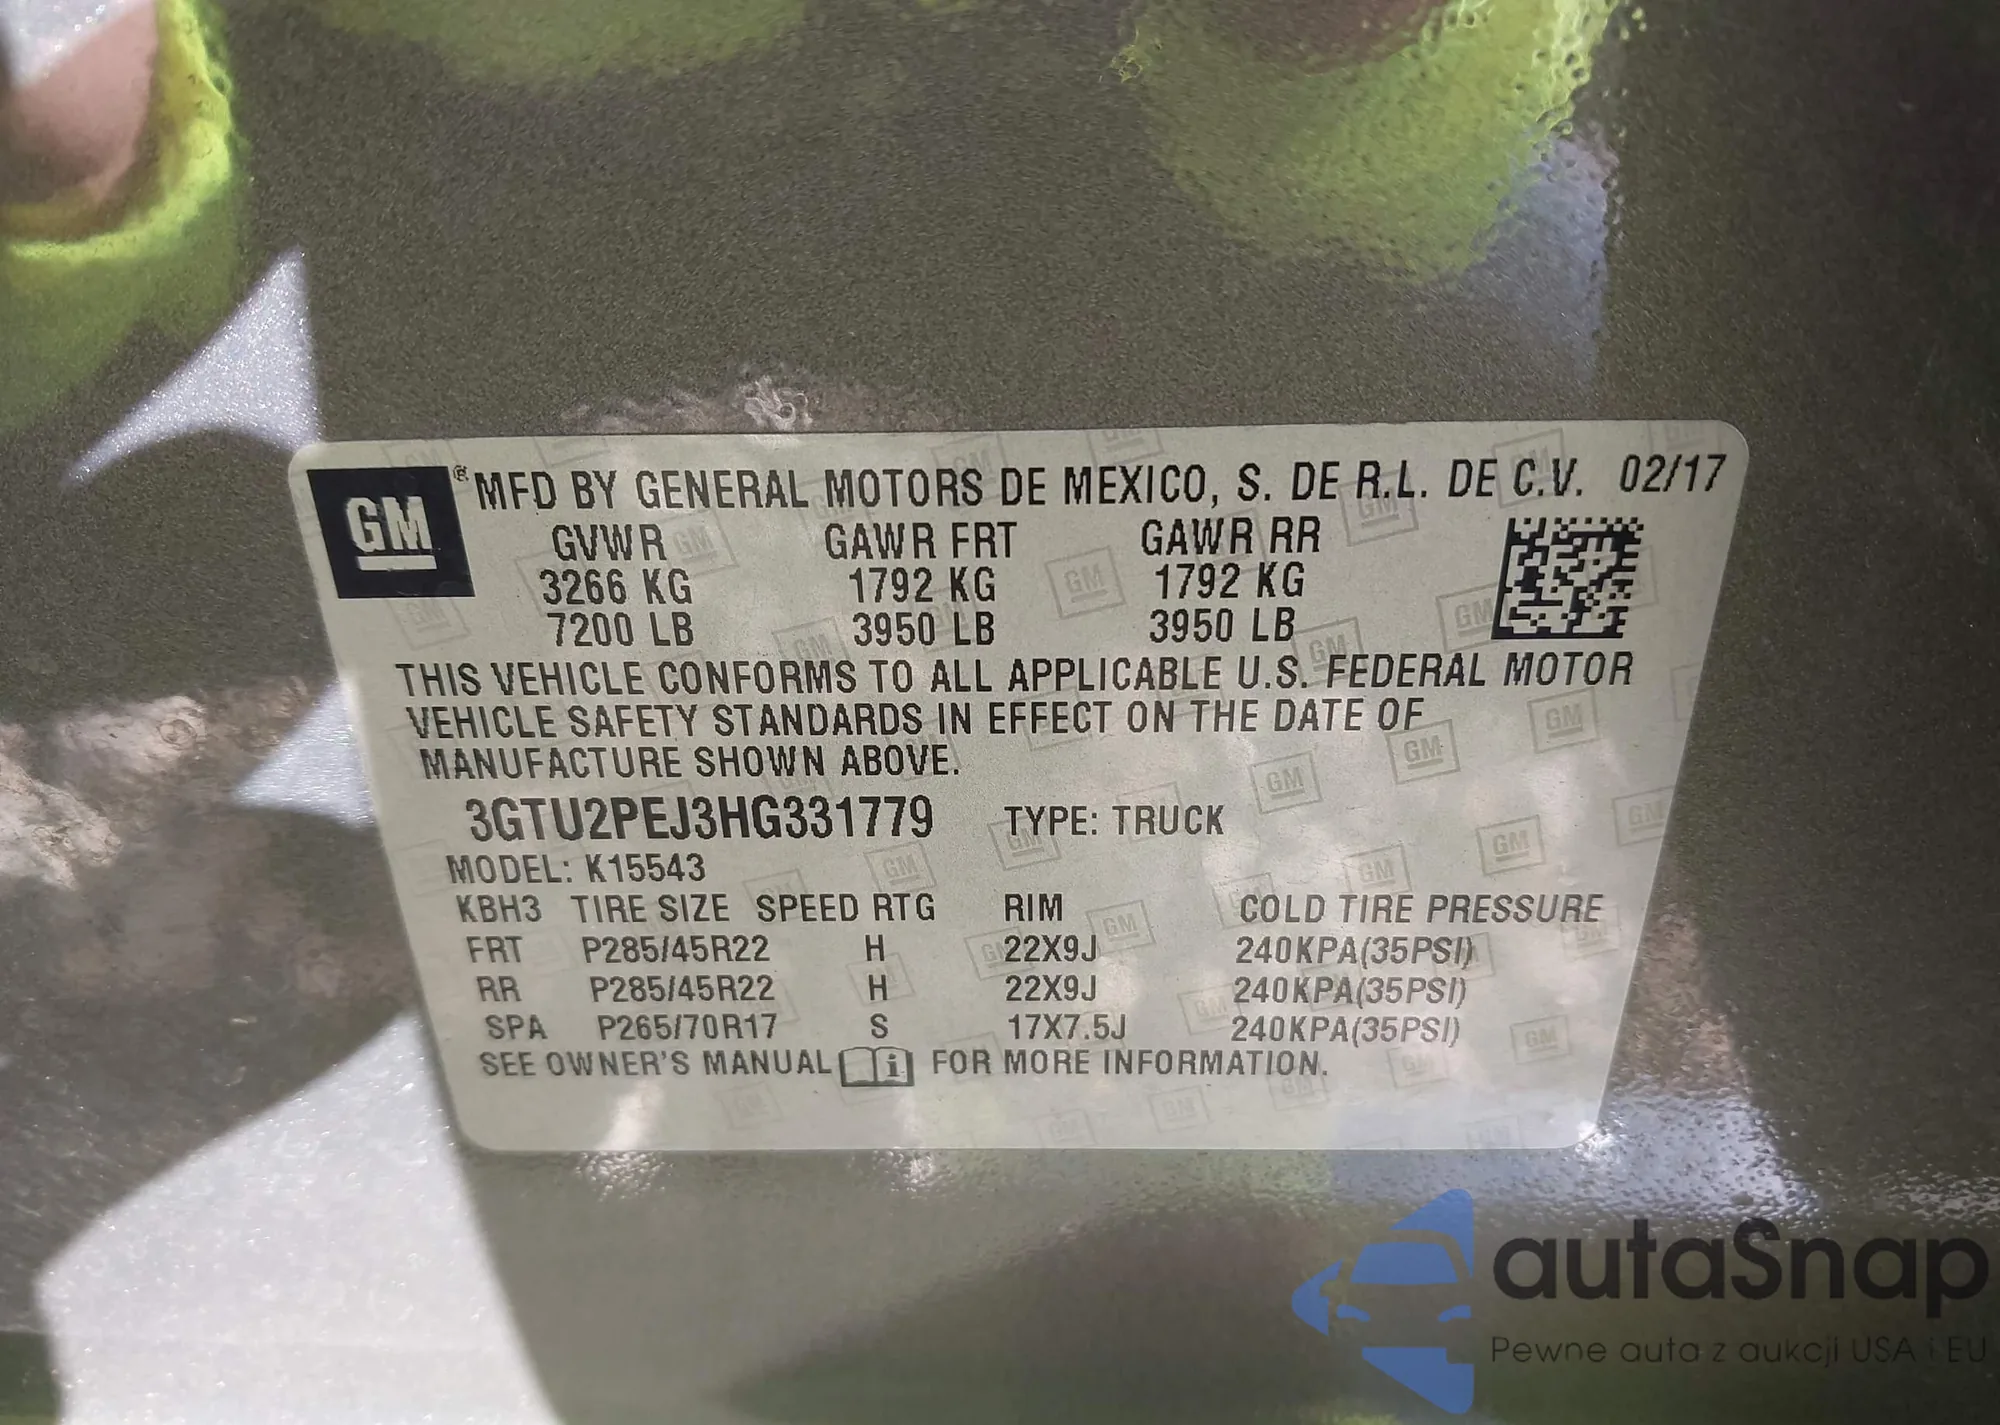 GM ® MFD BY GENERAL MOTORS DE MEXICO, S. DE R.L. DE C.V. 02/17
GVWR GAWR FRT GAWR RR
3266 KG 1792 KG 1792 KG
7200 LB 3950 LB 3950 LB
THIS VEHICLE CONFORMS TO ALL APPLICABLE U.S. FEDERAL MOTOR
VEHICLE SAFETY STANDARDS IN EFFECT ON THE DATE OF
MANUFACTURE SHOWN ABOVE.
3GTU2PEJ3HG331779 TYPE: TRUCK
MODEL: K15543
KBH3 TIRE SIZE SPEED RTG RIM COLD TIRE PRESSURE
FRT P285/45R22 H 22X9J 240KPA(35PSI)
RR P285/45R22 H 22X9J 240KPA(35PSI)
SPA P265/70R17 S 17X7.5J 240KPA(35PSI)
SEE OWNER'S MANUAL i FOR MORE INFORMATION.
autaSnap
Pewne auta z aukcji USA i EU